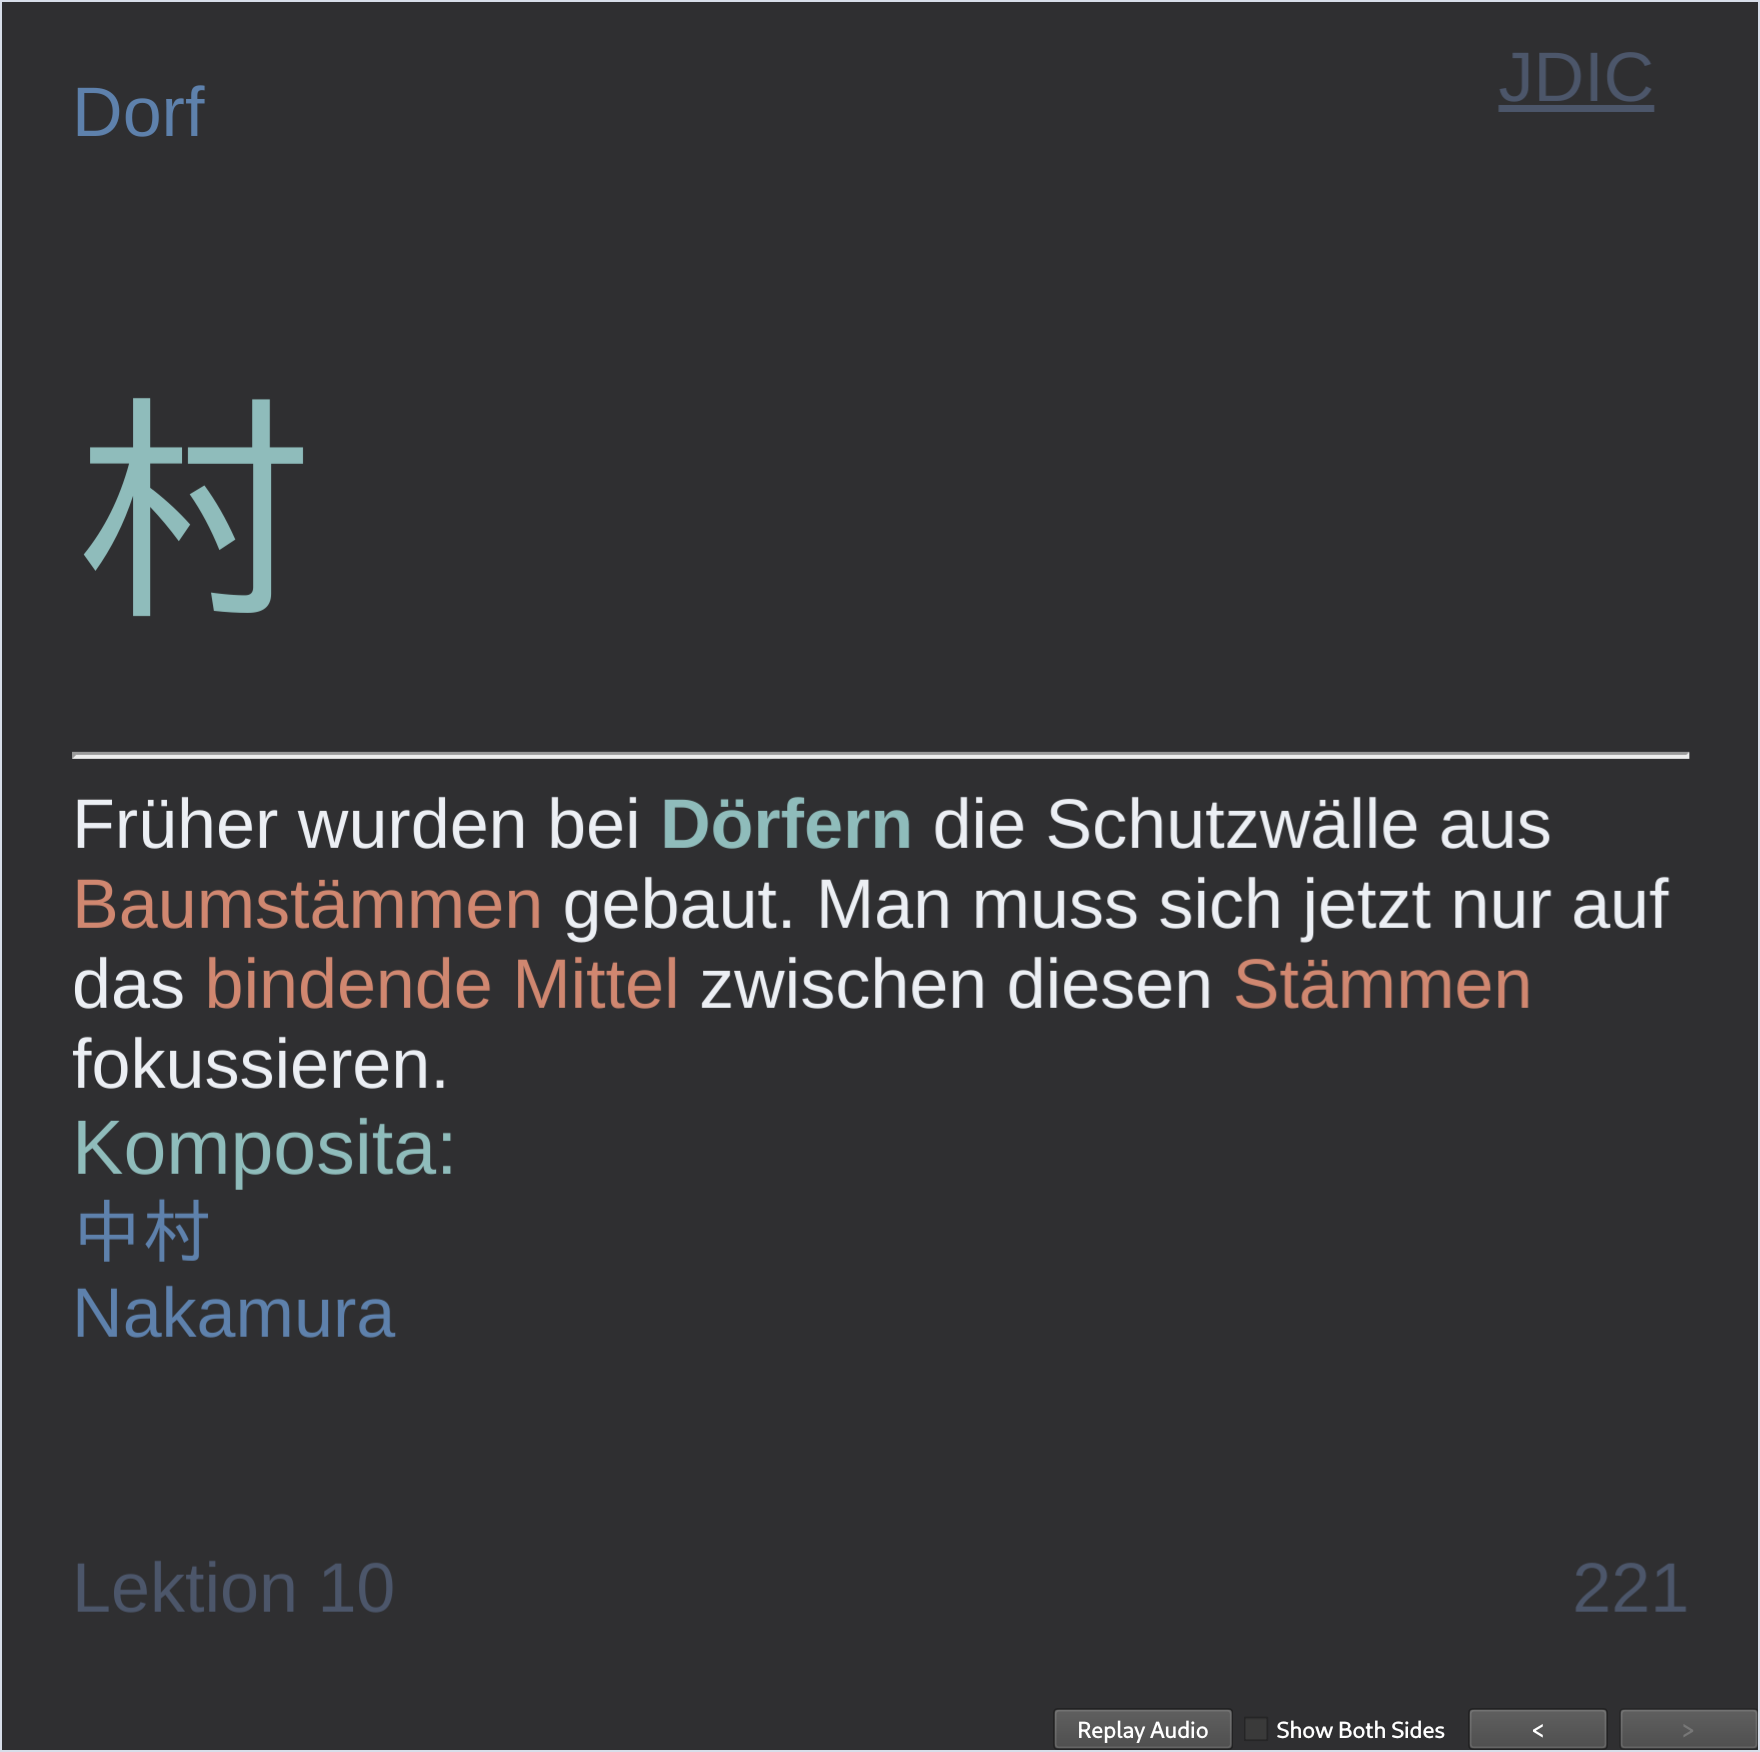 Dorf
JDIC
村
Früher wurden bei Dörfern die Schutzwälle aus
Baumstämmen gebaut. Man muss sich jetzt nur auf
das bindende Mittel zwischen diesen Stämmen
fokussieren.
Komposita:
中村
Nakamura
Lektion 10
221
Replay Audio
Show Both Sides
<
>